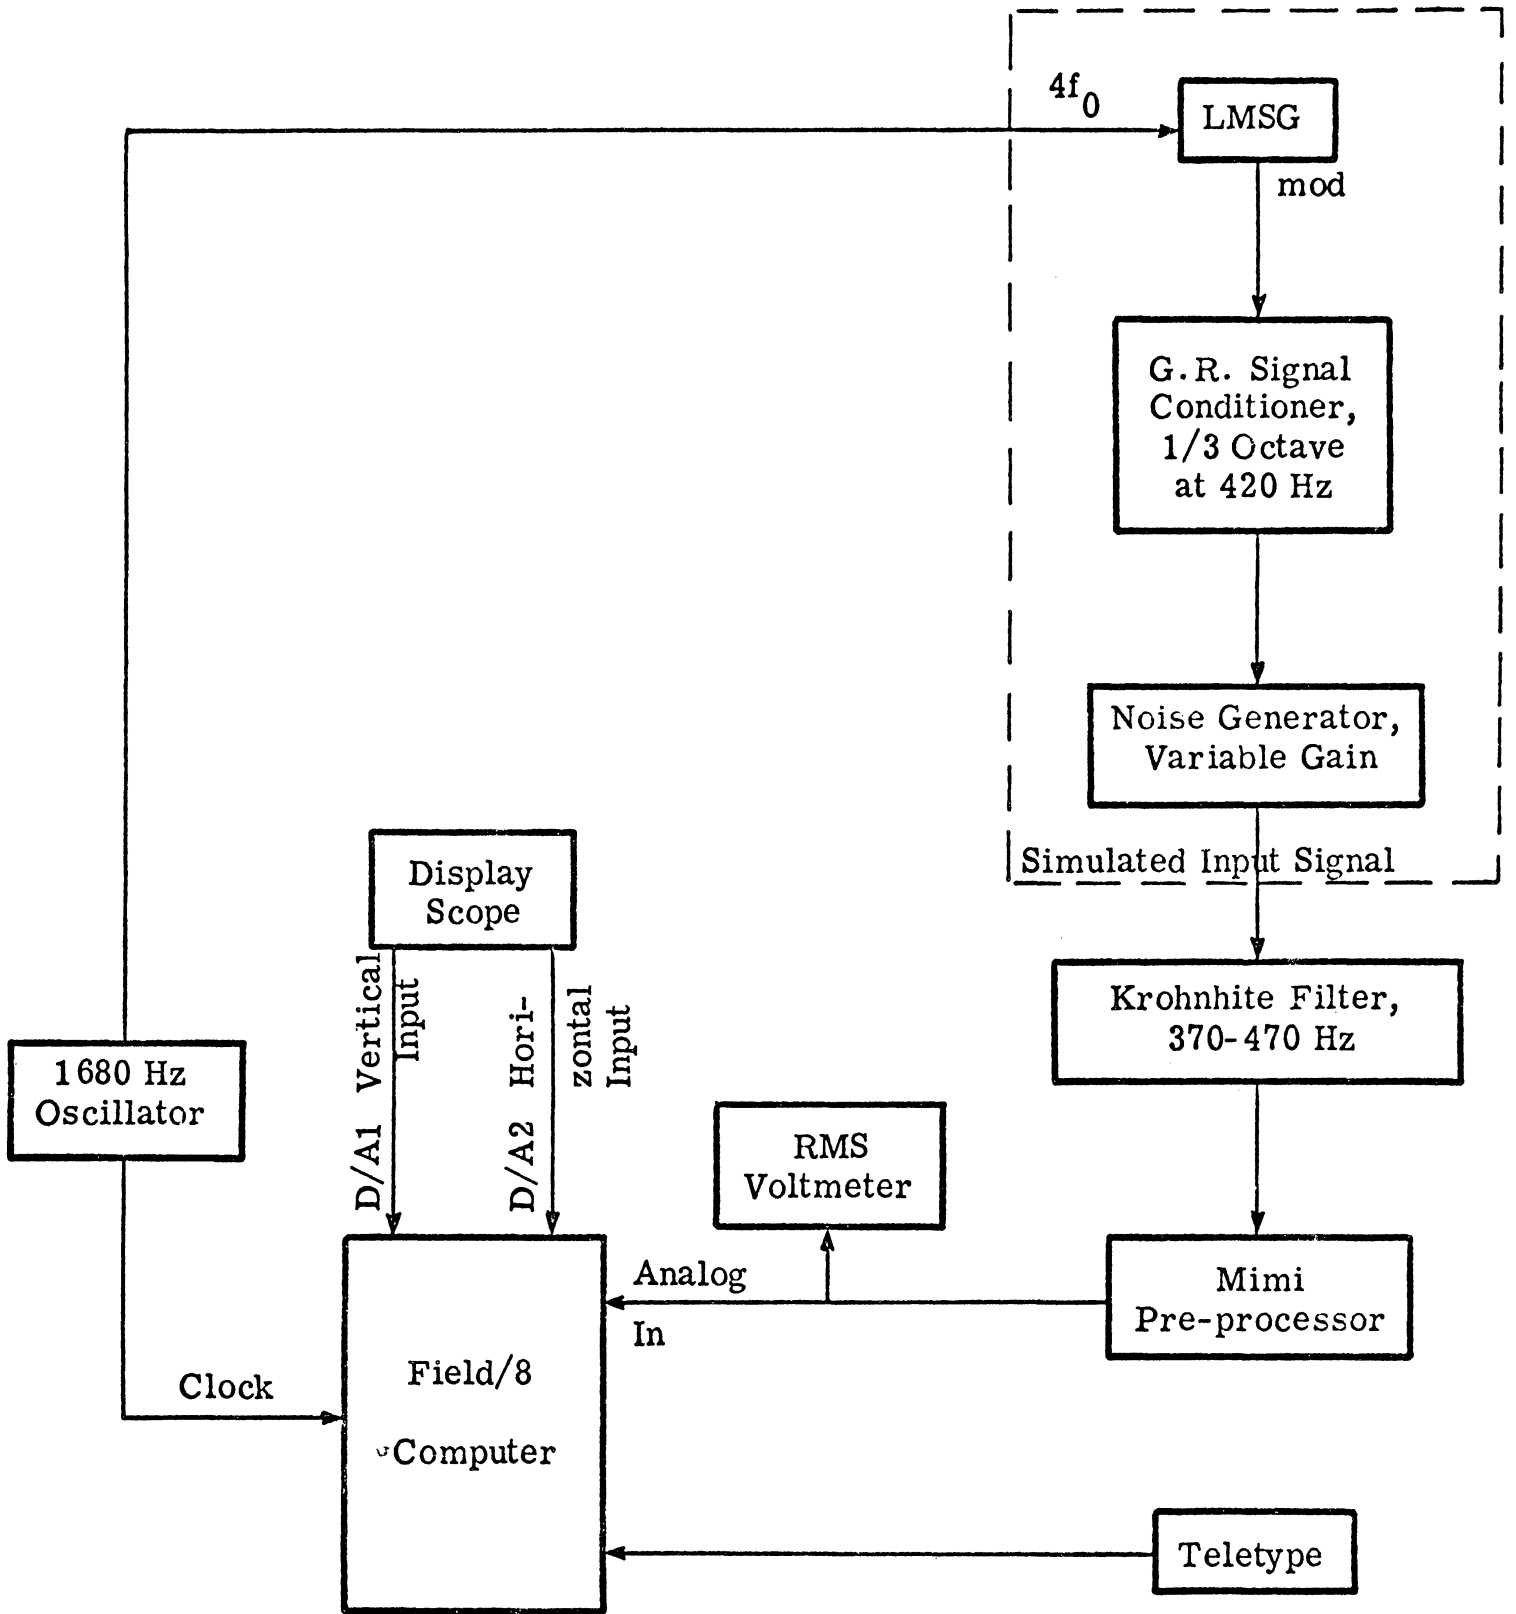 4f0
LMSG
mod
G.R. Signal
Conditioner,
1/3 Octave
at 420 Hz
Noise Generator,
Variable Gain
Simulated Input Signal
Display
Scope
Krohnhite Filter,
370-470 Hz
D/A1 Vertical
Input
D/A2 Hori-
zontal
Input
1680 Hz
Oscillator
RMS
Voltmeter
Analog
In
Mimi
Pre-processor
Field/8
Computer
Clock
Teletype